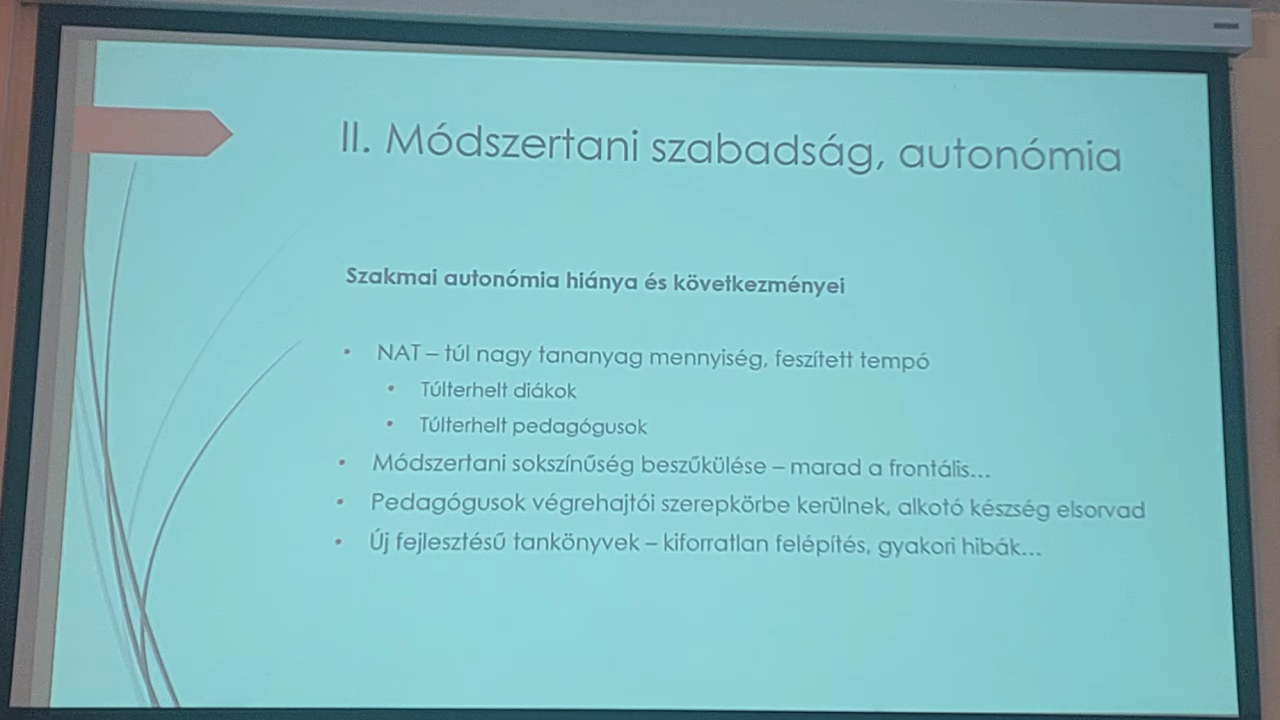 II. Módszertani szabadság, autonómia
Szakmai autonómia hiánya és következményei
• NAT – túl nagy tananyag mennyiség, feszített tempó
• Túlterhelt diákok
• Túlterhelt pedagógusok
• Módszertani sokszínűség beszűkülése – marad a frontális...
• Pedagógusok végrehajtói szerepkörbe kerülnek, alkotó készség elsorvad
• Új fejlesztésű tankönyvek – kiforratlan felépítés, gyakori hibák...